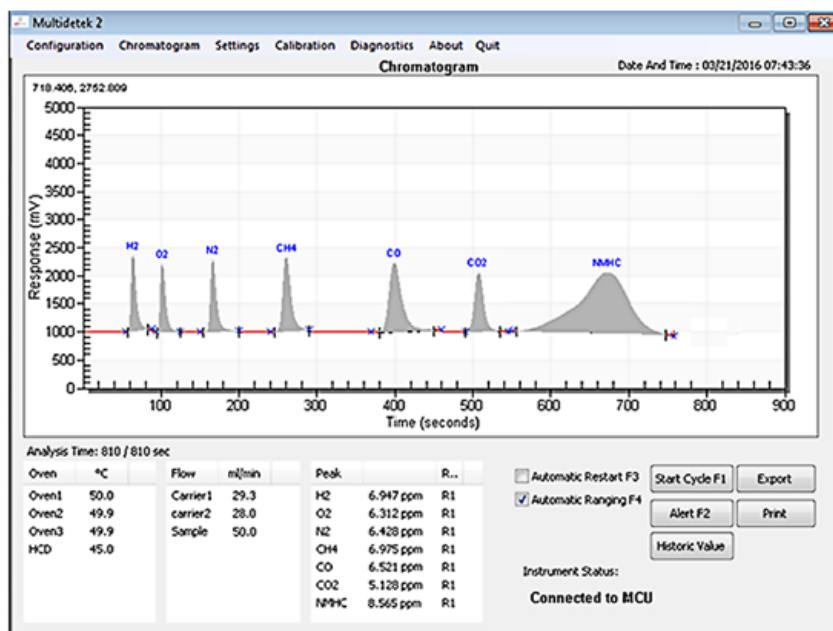 Multidetek 2
Configuration Chromatogram Settings Calibration Diagnostics About Quit
Chromatogram
Date And Time : 03/21/2016 07:43:36
718.406, 2752.809
Response (mV)
5000
4500
4000
3500
3000
2500
2000
1500
1000
500
0
H2 O2 N2 CH4 CO CO2 NMHC
100 200 300 400 500 600 700 800 900
Time (seconds)
Analysis Time: 810 / 810 sec
Oven °C
Oven1 50.0
Oven2 49.9
Oven3 49.9
HCD 45.0
Flow ml/min
Carrier1 29.3
carrier2 28.0
Sample 50.0
Peak R...
H2 6.947 ppm R1
O2 6.312 ppm R1
N2 6.428 ppm R1
CH4 6.975 ppm R1
CO 6.521 ppm R1
CO2 5.128 ppm R1
NMHC 8.565 ppm R1
Automatic Restart F3
Automatic Ranging F4
Start Cycle F1
Export
Alert F2
Print
Historic Value
Instrument Status:
Connected to MCU